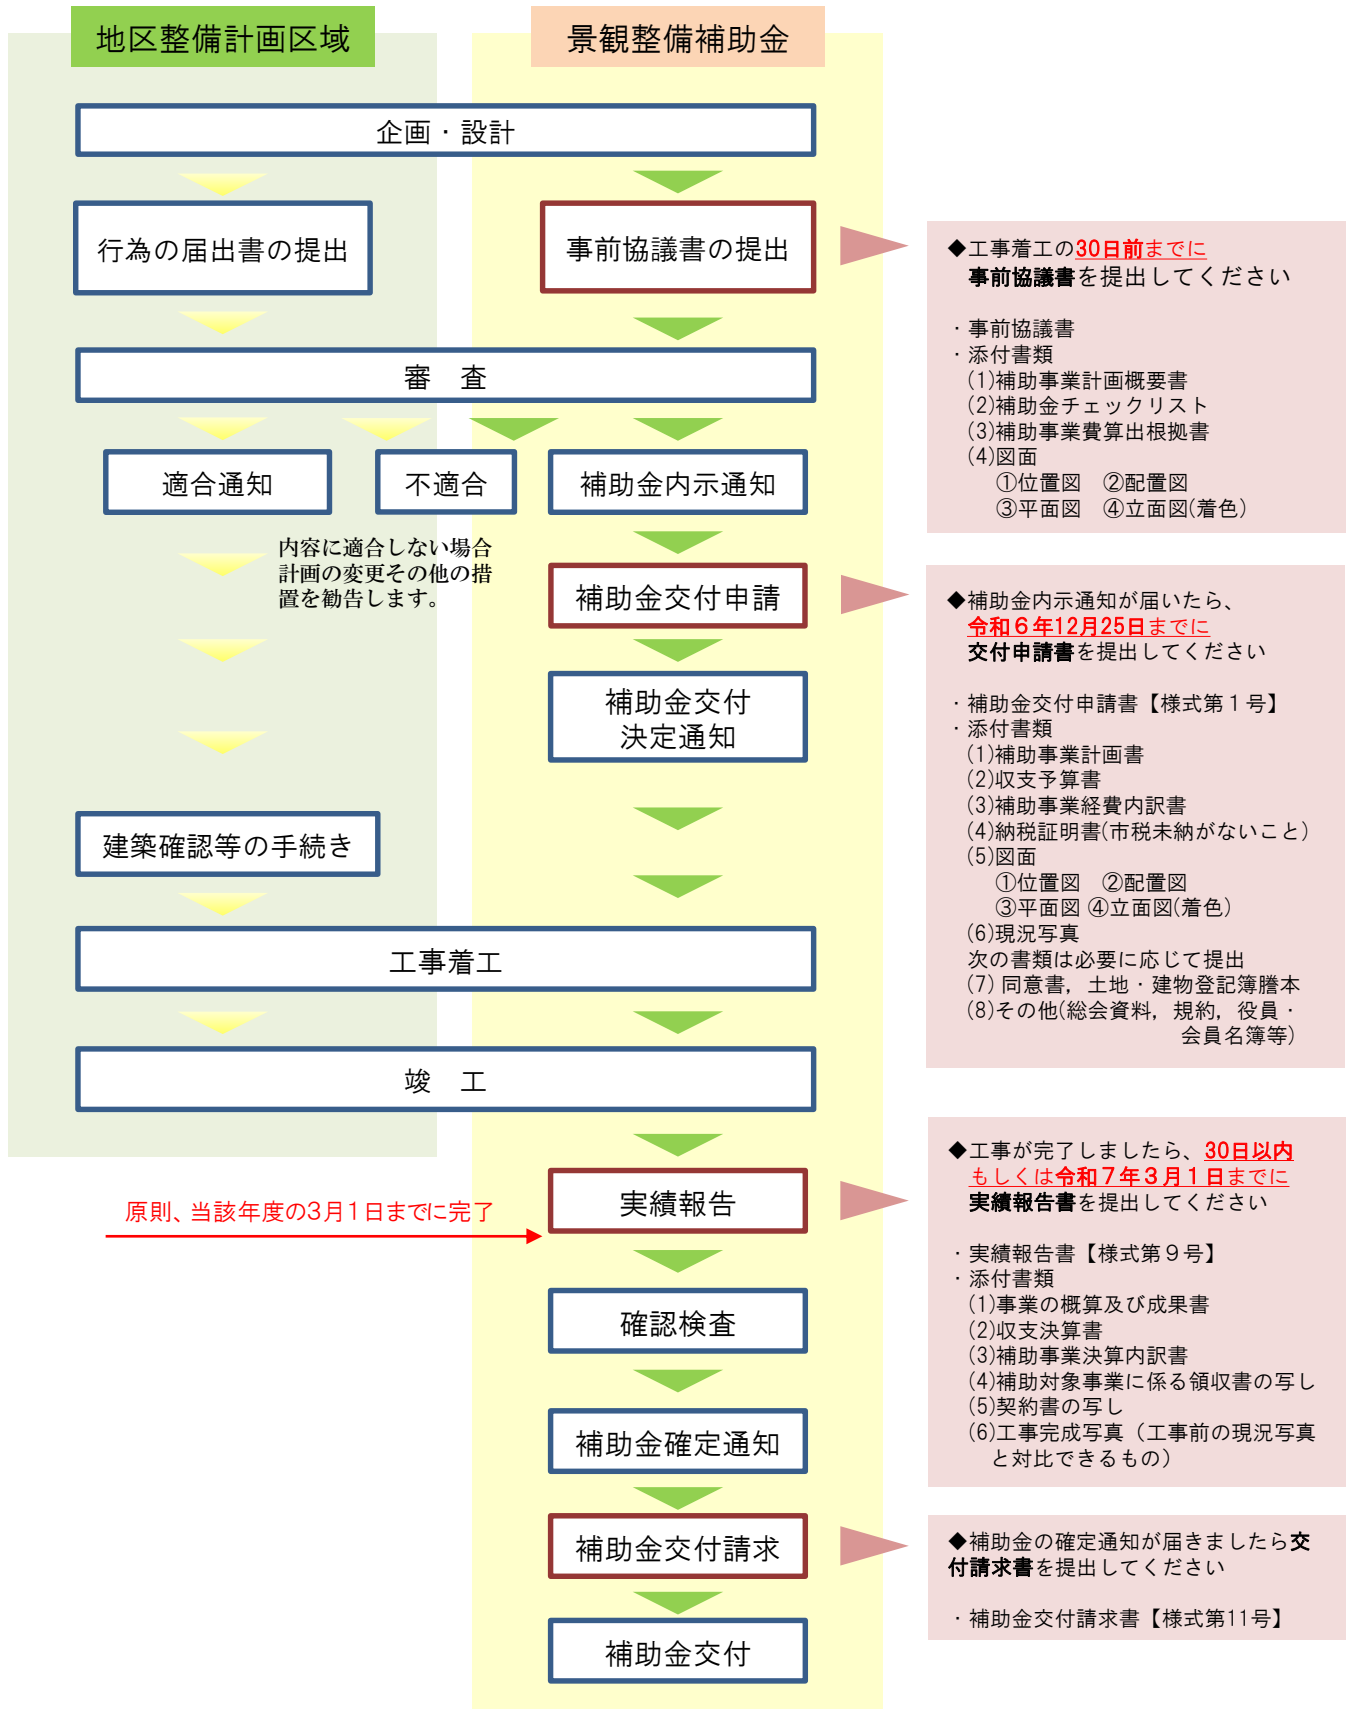 地区整備計画区域
景観整備補助金
企画・設計
行為の届出書の提出
事前協議書の提出
審　査
適合通知
不適合
補助金内示通知
内容に適合しない場合
計画の変更その他の措
置を勧告します。
補助金交付申請
補助金交付
決定通知
建築確認等の手続き
工事着工
竣　工
原則、当該年度の3月1日までに完了
実績報告
確認検査
補助金確定通知
補助金交付請求
補助金交付
◆工事着工の30日前までに
事前協議書を提出してください
・事前協議書
・添付書類
(1)補助事業計画概要書
(2)補助金チェックリスト
(3)補助事業費算出根拠書
(4)図面
①位置図　②配置図
③平面図　④立面図(着色)
◆補助金内示通知が届いたら、
令和６年12月25日までに
交付申請書を提出してください
・補助金交付申請書【様式第１号】
・添付書類
(1)補助事業計画書
(2)収支予算書
(3)補助事業経費内訳書
(4)納税証明書(市税未納がないこと)
(5)図面
①位置図　②配置図
③平面図 ④立面図(着色)
(6)現況写真
次の書類は必要に応じて提出
(7) 同意書，土地・建物登記簿謄本
(8)その他(総会資料，規約，役員・
会員名簿等)
◆工事が完了しましたら、30日以内
もしくは令和７年３月１日までに
実績報告書を提出してください
・実績報告書【様式第９号】
・添付書類
(1)事業の概算及び成果書
(2)収支決算書
(3)補助事業決算内訳書
(4)補助対象事業に係る領収書の写し
(5)契約書の写し
(6)工事完成写真（工事前の現況写真
と対比できるもの）
◆補助金の確定通知が届きましたら交
付請求書を提出してください
・補助金交付請求書【様式第11号】